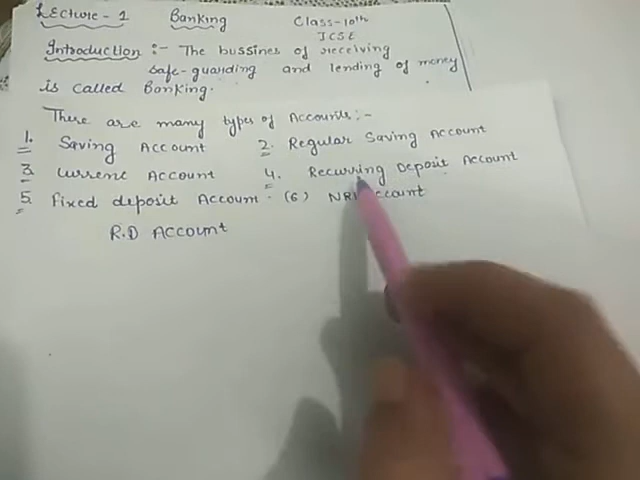 Lecture - 1 Banking Class-10th
ICSE
Introduction :- The bussines of receiving
safe-guarding and lending of money
is called Banking.
There are many types of Accounts:-
1. Saving Account 2. Regular Saving Account
3. Current Account 4. Recurring Deposit Account
5. Fixed deposit Account. (6) NRI Account
R.D Account